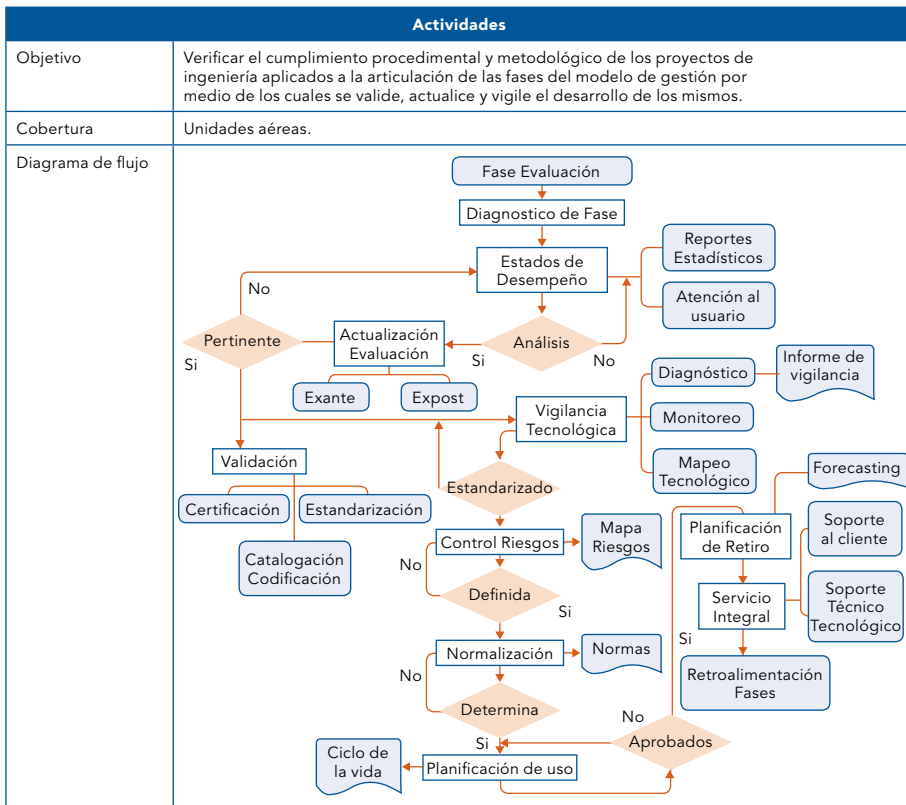 Actividades
Objetivo
Verificar el cumplimiento procedimental y metodológico de los proyectos de
ingeniería aplicados a la articulación de las fases del modelo de gestión por
medio de los cuales se valide, actualice y vigile el desarrollo de los mismos.
Cobertura
Unidades aéreas.
Diagrama de flujo
Fase Evaluación
Diagnostico de Fase
Estados de
Desempeño
Reportes
Estadísticos
Atención al
usuario
No
Pertinente
Si
Actualización
Evaluación
Si
Análisis
No
Exante
Expost
Vigilancia
Tecnológica
Diagnóstico
Informe de
vigilancia
Monitoreo
Mapeo
Tecnológico
Validación
Certificación
Estandarización
Catalogación
Codificación
Estandarizado
Control Riesgos
Mapa
Riesgos
No
Definida
Si
Normalización
Normas
No
Determina
Si
Planificación de uso
Ciclo de
la vida
No
Aprobados
Si
Forecasting
Planificación
de Retiro
Soporte
al cliente
Servicio
Integral
Soporte
Técnico
Tecnológico
Retroalimentación
Fases